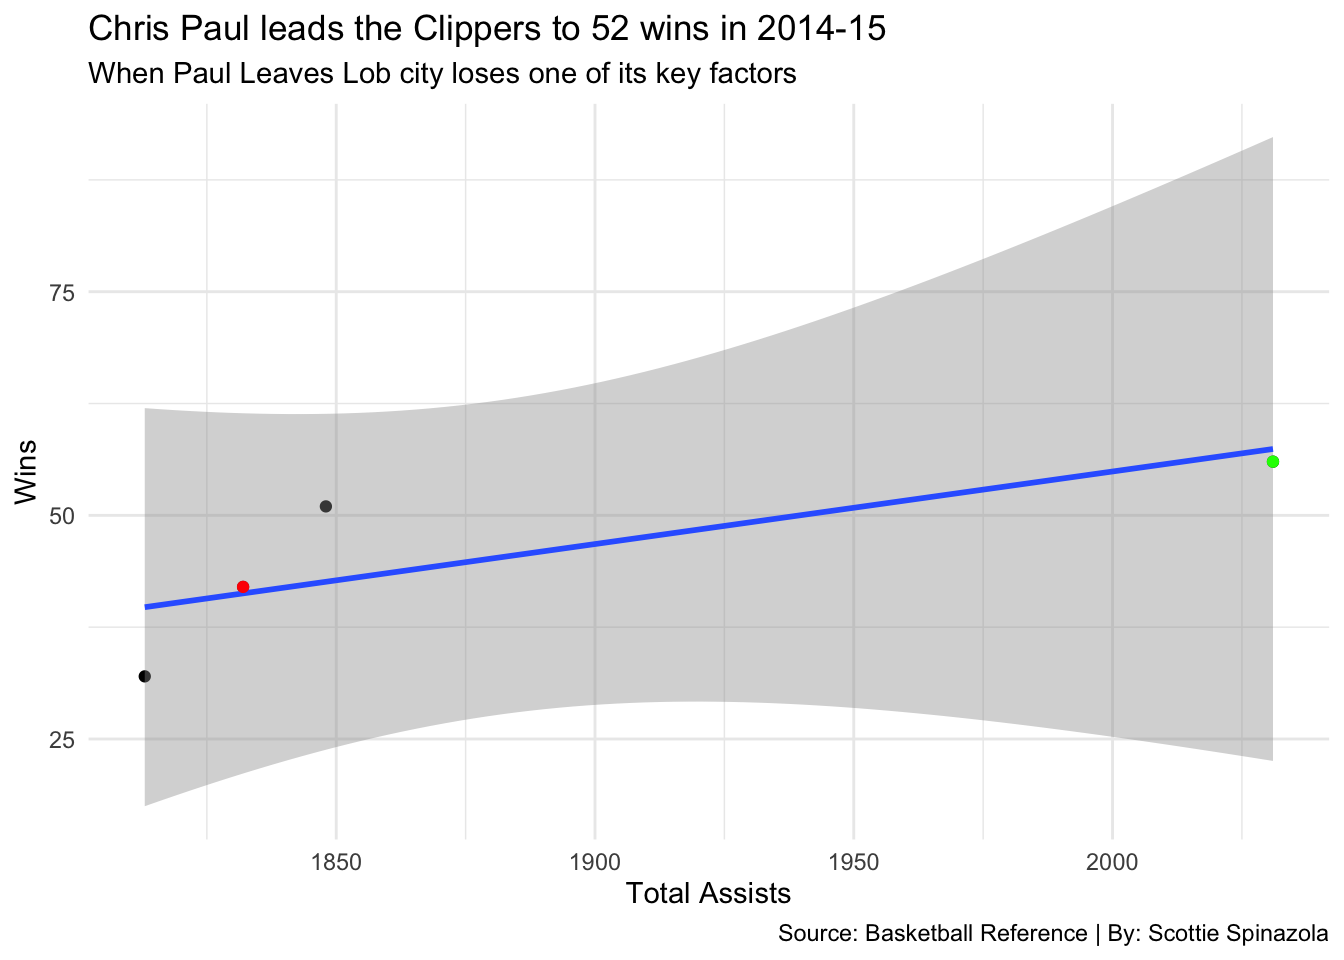 Chris Paul leads the Clippers to 52 wins in 2014-15
When Paul Leaves Lob city loses one of its key factors
Wins
75
50
25
1850 1900 1950 2000
Total Assists
Source: Basketball Reference | By: Scottie Spinazola